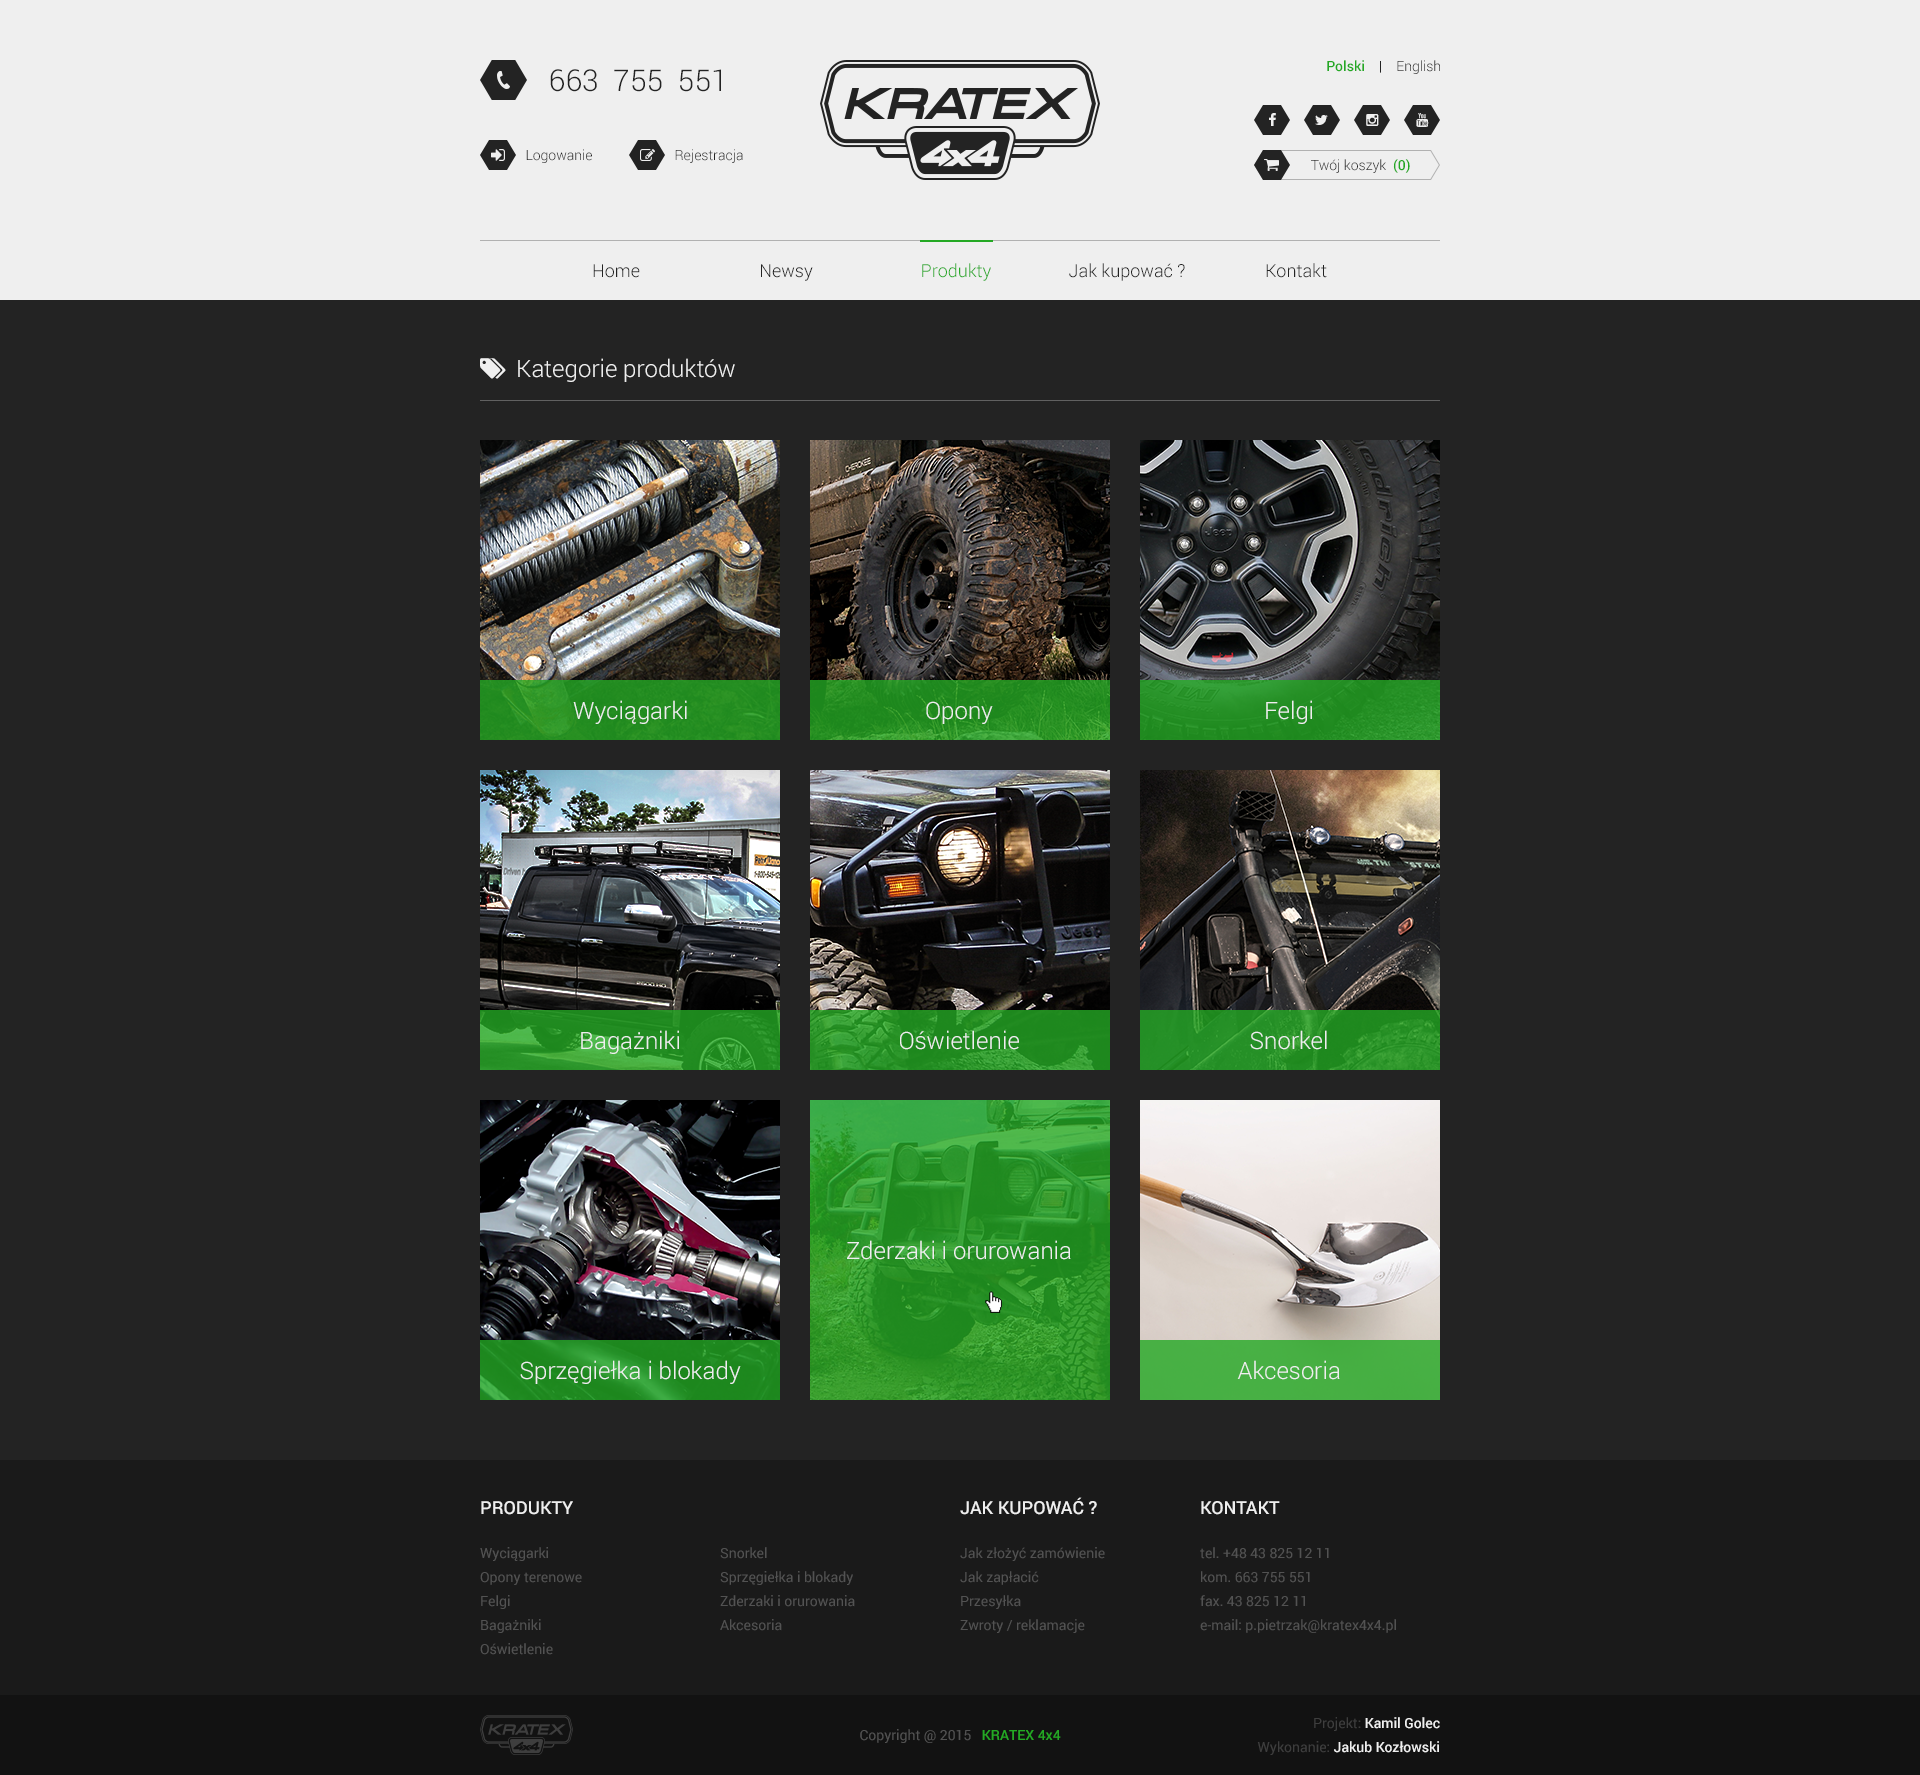 663 755 551
KRATEX
4x4
Polski | English
Logowanie
Rejestracja
Twój koszyk (0)
Home
Newsy
Produkty
Jak kupować ?
Kontakt
Kategorie produktów
CHEROKEE
Jeep
Wyciągarki
Opony
Felgi
Jeep
Bagażniki
Oświetlenie
Snorkel
Zderzaki i orurowania
Sprzęgiełka i blokady
Akcesoria
PRODUKTY
JAK KUPOWAĆ ?
KONTAKT
Wyciągarki
Snorkel
Jak złożyć zamówienie
tel. +48 43 825 12 11
Opony terenowe
Sprzęgiełka i blokady
Jak zapłacić
kom. 663 755 551
Felgi
Zderzaki i orurowania
Przesyłka
fax. 43 825 12 11
Bagażniki
Akcesoria
Zwroty / reklamacje
e-mail: p.pietrzak@kratex4x4.pl
Oświetlenie
KRATEX
4x4
Copyright @ 2015 KRATEX 4x4
Projekt: Kamil Golec
Wykonanie: Jakub Kozłowski